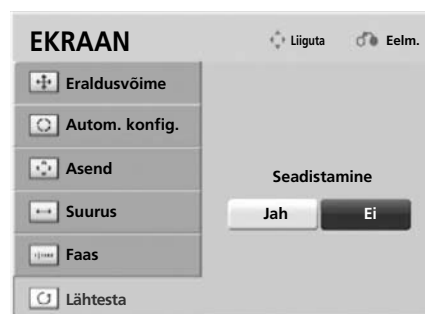 EKRAAN
Liiguta
Eelm.
Eraldusvõime
Autom. konfig.
Asend
Suurus
Faas
Lähtesta
Seadistamine
Jah
Ei